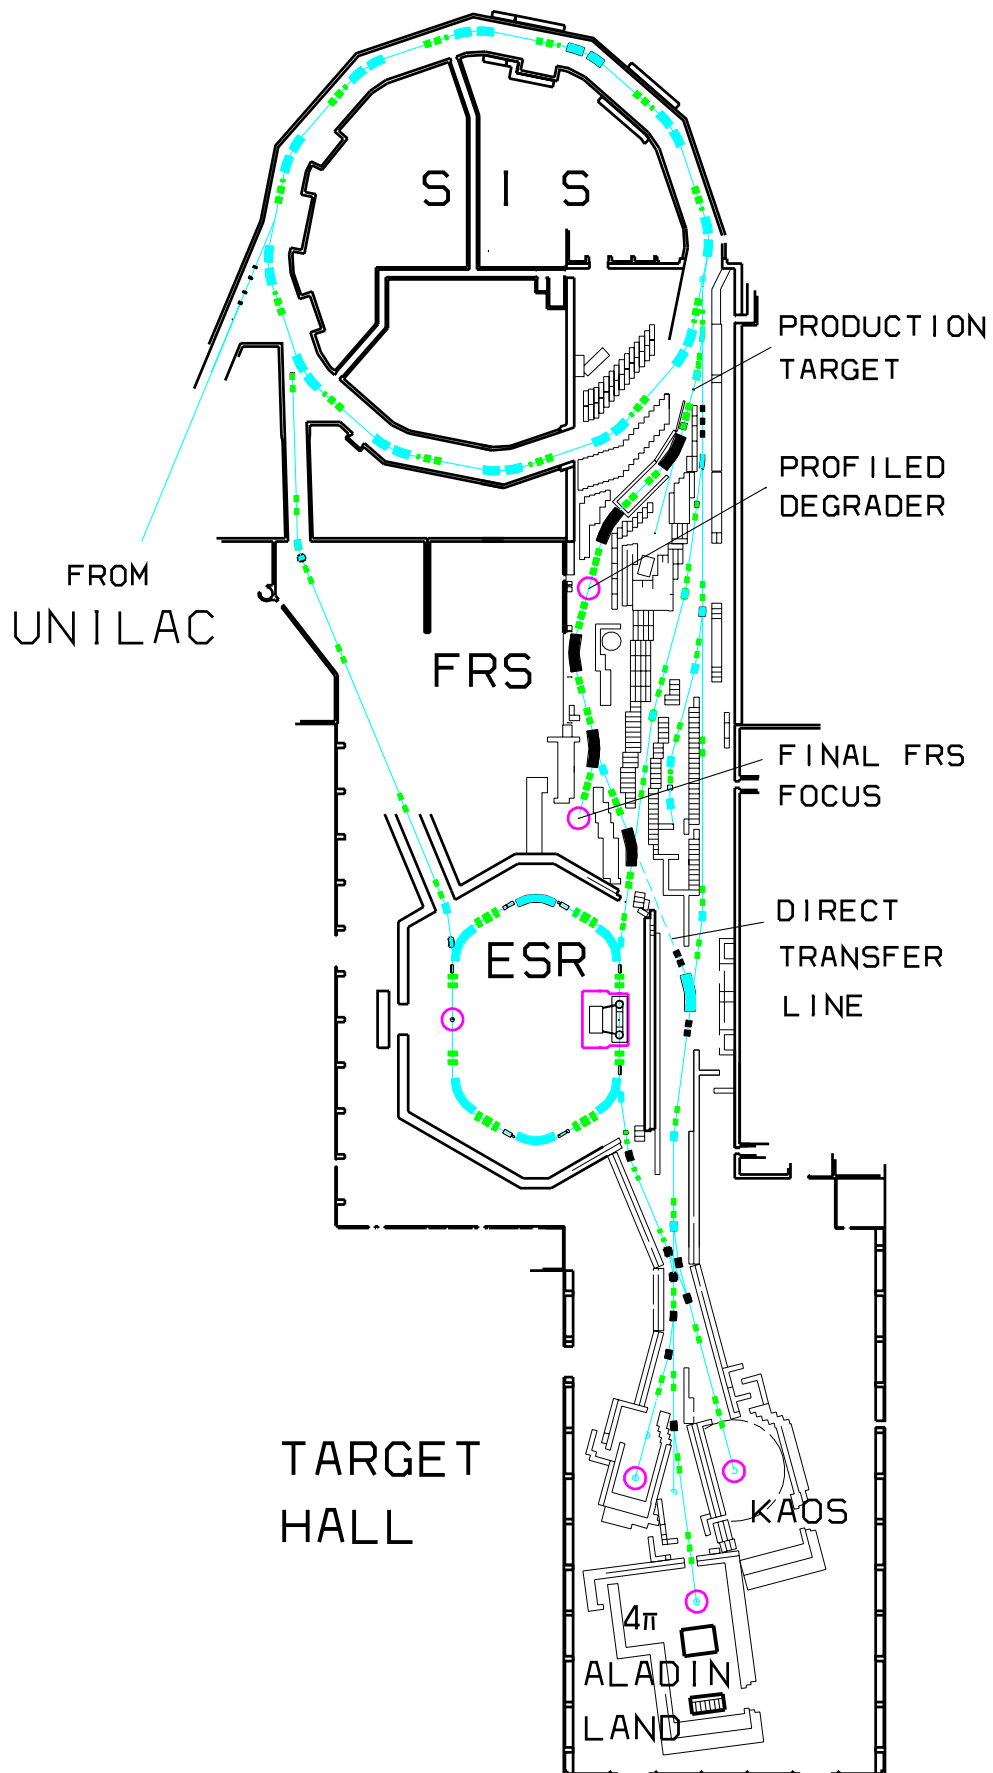 S I S
PRODUCTION
TARGET
PROFILED
DEGRADER
FROM
UNILAC
FRS
FINAL FRS
FOCUS
DIRECT
TRANSFER
LINE
ESR
TARGET
HALL
KAOS
4π
ALADIN
LAND